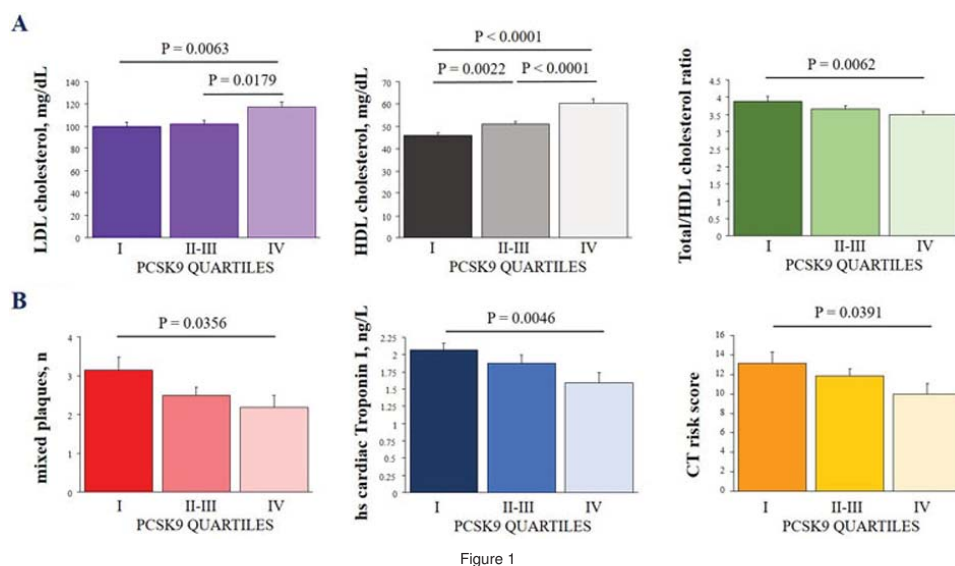 A
P = 0.0063
P = 0.0179
LDL cholesterol, mg/dL
140
120
100
80
60
40
20
0
I II-III IV
PCSK9 QUARTILES
P < 0.0001
P = 0.0022 P < 0.0001
HDL cholesterol, mg/dL
70
60
50
40
30
20
10
0
I II-III IV
PCSK9 QUARTILES
P = 0.0062
Total/HDL cholesterol ratio
4.5
4
3.5
3
2.5
2
1.5
1
0.5
0
I II-III IV
PCSK9 QUARTILES
B
P = 0.0356
mixed plaques, n
4
3
2
1
0
I II-III IV
PCSK9 QUARTILES
P = 0.0046
hs cardiac Troponin I, ng/L
2.25
2
1.75
1.5
1.25
1
0.75
0.5
0.25
0
I II-III IV
PCSK9 QUARTILES
P = 0.0391
CT risk score
16
14
12
10
8
6
4
2
0
I II-III IV
PCSK9 QUARTILES
Figure 1